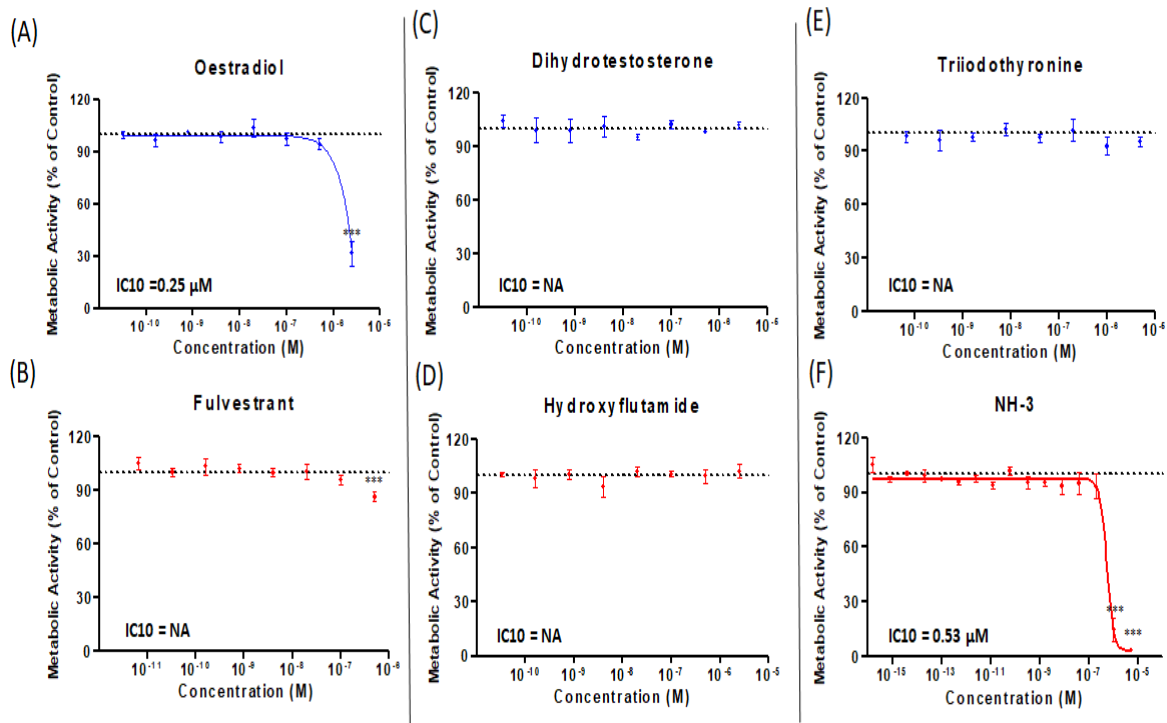 (A)
Oestradiol
Metabolic Activity (% of Control)
120
90
60
30
0
***
IC10 =0.25 µM
10⁻¹⁰ 10⁻⁹ 10⁻⁸ 10⁻⁷ 10⁻⁶ 10⁻⁵
Concentration (M)
(B)
Fulvestrant
Metabolic Activity (% of Control)
120
90
60
30
0
***
IC10 = NA
10⁻¹¹ 10⁻¹⁰ 10⁻⁹ 10⁻⁸ 10⁻⁷ 10⁻⁶
Concentration (M)
(C)
Dihydrotestosterone
Metabolic Activity (% of Control)
120
90
60
30
0
IC10 = NA
10⁻¹⁰ 10⁻⁹ 10⁻⁸ 10⁻⁷ 10⁻⁶ 10⁻⁵
Concentration (M)
(D)
Hydroxyflutamide
Metabolic Activity (% of Control)
120
90
60
30
0
IC10 = NA
10⁻¹⁰ 10⁻⁹ 10⁻⁸ 10⁻⁷ 10⁻⁶ 10⁻⁵
Concentration (M)
(E)
Triiodothyronine
Metabolic Activity (% of Control)
120
90
60
30
0
IC10 = NA
10⁻¹⁰ 10⁻⁹ 10⁻⁸ 10⁻⁷ 10⁻⁶ 10⁻⁵
Concentration (M)
(F)
NH-3
Metabolic Activity (% of Control)
120
90
60
30
0
***
***
IC10 = 0.53 µM
10⁻¹⁵ 10⁻¹³ 10⁻¹¹ 10⁻⁹ 10⁻⁷ 10⁻⁵
Concentration (M)